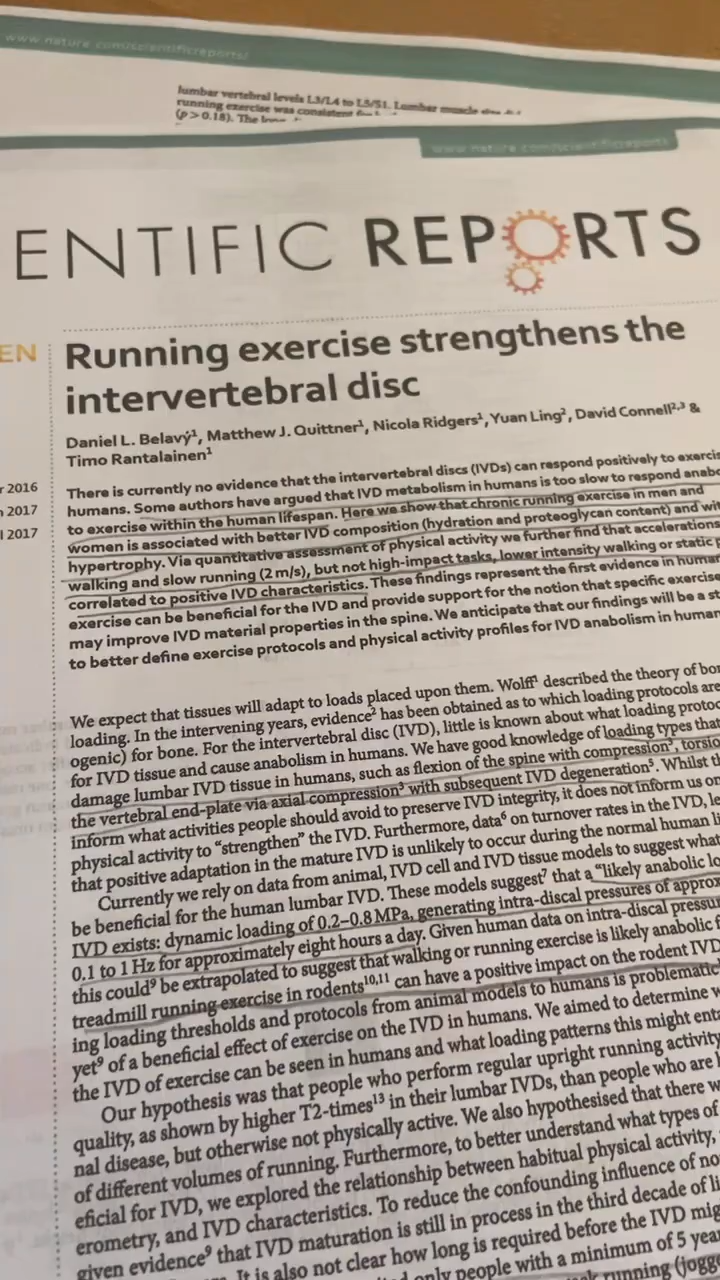 www.nature.com/scientificreports/
lumbar vertebral levels L3/L4 to L5/S1. Lumbar muscle
running exercise was consistent
(p > 0.18). The
www.nature.com/scientificreports
ENTIFIC REPORTS
EN
Running exercise strengthens the
intervertebral disc
Daniel L. Belavý¹, Matthew J. Quittner¹, Nicola Ridgers¹, Yuan Ling², David Connell²,³ &
Timo Rantalainen¹
2016
2017
2017
There is currently no evidence that the intervertebral discs (IVDs) can respond positively to exercis
humans. Some authors have argued that IVD metabolism in humans is too slow to respond anabo
to exercise within the human lifespan. Here we show that chronic running exercise in men and
women is associated with better IVD composition (hydration and proteoglycan content) and wit
hypertrophy. Via quantitative assessment of physical activity we further find that accelerations
walking and slow running (2 m/s), but not high-impact tasks, lower intensity walking or static p
correlated to positive IVD characteristics. These findings represent the first evidence in human
exercise can be beneficial for the IVD and provide support for the notion that specific exercise
may improve IVD material properties in the spine. We anticipate that our findings will be a st
to better define exercise protocols and physical activity profiles for IVD anabolism in human
We expect that tissues will adapt to loads placed upon them. Wolff¹ described the theory of bon
loading. In the intervening years, evidence² has been obtained as to which loading protocols are
ogenic) for bone. For the intervertebral disc (IVD), little is known about what loading protoc
for IVD tissue and cause anabolism in humans. We have good knowledge of loading types that
damage lumbar IVD tissue in humans, such as flexion of the spine with compression³, torsio
the vertebral end-plate via axial compression⁵ with subsequent IVD degeneration⁵. Whilst th
inform what activities people should avoid to preserve IVD integrity, it does not inform us on
physical activity to “strengthen” the IVD. Furthermore, data⁶ on turnover rates in the IVD, le
that positive adaptation in the mature IVD is unlikely to occur during the normal human li
Currently we rely on data from animal, IVD cell and IVD tissue models to suggest what
be beneficial for the human lumbar IVD. These models suggest⁷ that a “likely anabolic lo
IVD exists: dynamic loading of 0.2–0.8 MPa, generating intra-discal pressures of approx
0.1 to 1 Hz for approximately eight hours a day. Given human data on intra-discal pressu
this could⁹ be extrapolated to suggest that walking or running exercise is likely anabolic f
treadmill running exercise in rodents¹⁰,¹¹ can have a positive impact on the rodent IVD
ing loading thresholds and protocols from animal models to humans is problematic
yet⁹ of a beneficial effect of exercise on the IVD in humans. We aimed to determine w
the IVD of exercise can be seen in humans and what loading patterns this might enta
Our hypothesis was that people who perform regular upright running activity
quality, as shown by higher T2-times¹³ in their lumbar IVDs, than people who are h
nal disease, but otherwise not physically active. We also hypothesised that there w
of different volumes of running. Furthermore, to better understand what types of
eficial for IVD, we explored the relationship between habitual physical activity,
erometry, and IVD characteristics. To reduce the confounding influence of no
given evidence⁹ that IVD maturation is still in process in the third decade of li
It is also not clear how long is required before the IVD mig
only people with a minimum of 5 year
running (jogg